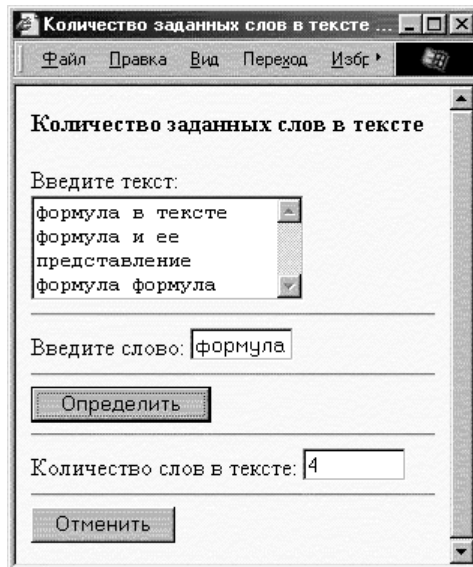 Количество заданных слов в тексте ...
Файл Правка Вид Переход Избр
Количество заданных слов в тексте
Введите текст:
формула в тексте
формула и ее
представление
формула формула
Введите слово: формула
Определить
Количество слов в тексте: 4
Отменить